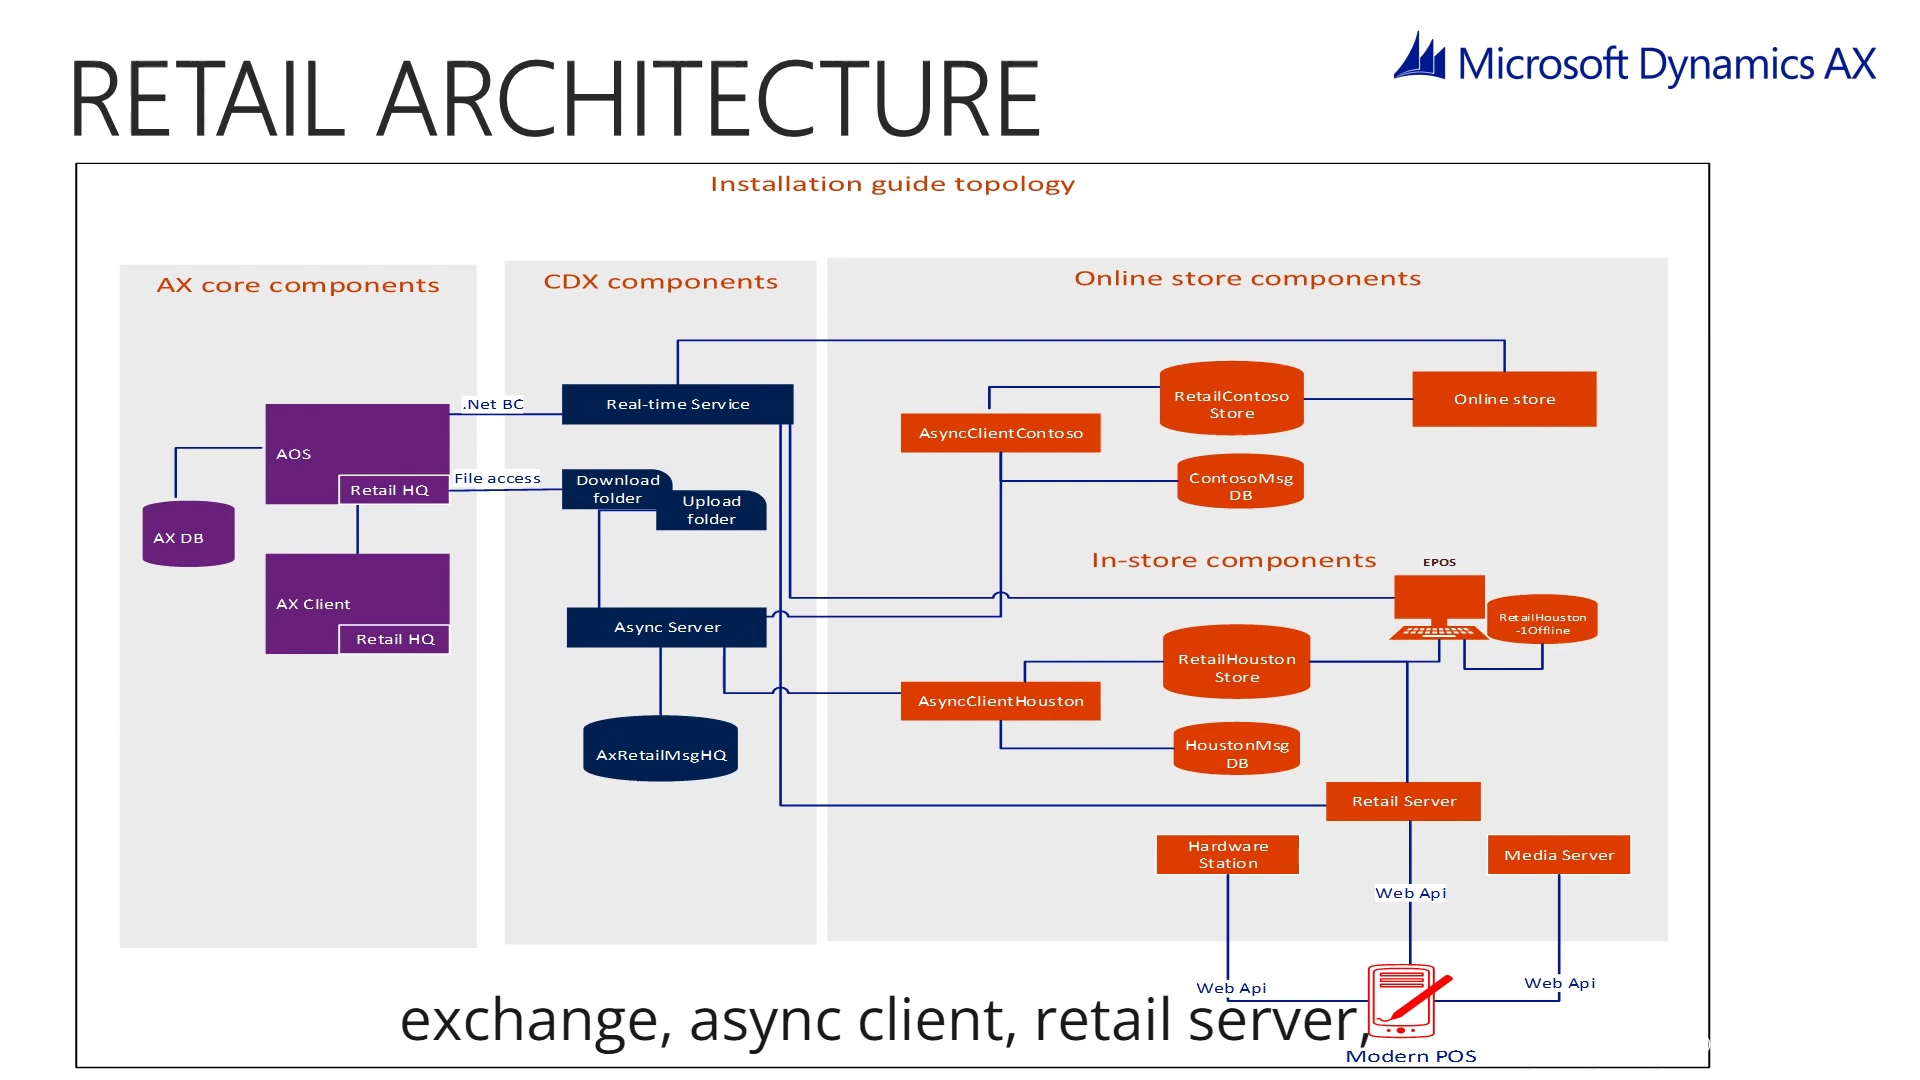 RETAIL ARCHITECTURE
Microsoft Dynamics AX
Installation guide topology
AX core components
CDX components
Online store components
.Net BC
Real-time Service
RetailContoso
Store
Online store
AsyncClientContoso
AOS
Retail HQ
File access
Download
folder
Upload
folder
ContosoMsg
DB
AX DB
In-store components
EPOS
AX Client
Retail HQ
Async Server
RetailHouston
-1Offline
RetailHouston
Store
AsyncClientHouston
AxRetailMsgHQ
HoustonMsg
DB
Retail Server
Hardware
Station
Media Server
Web Api
Web Api
Web Api
exchange, async client, retail server,
Modern POS